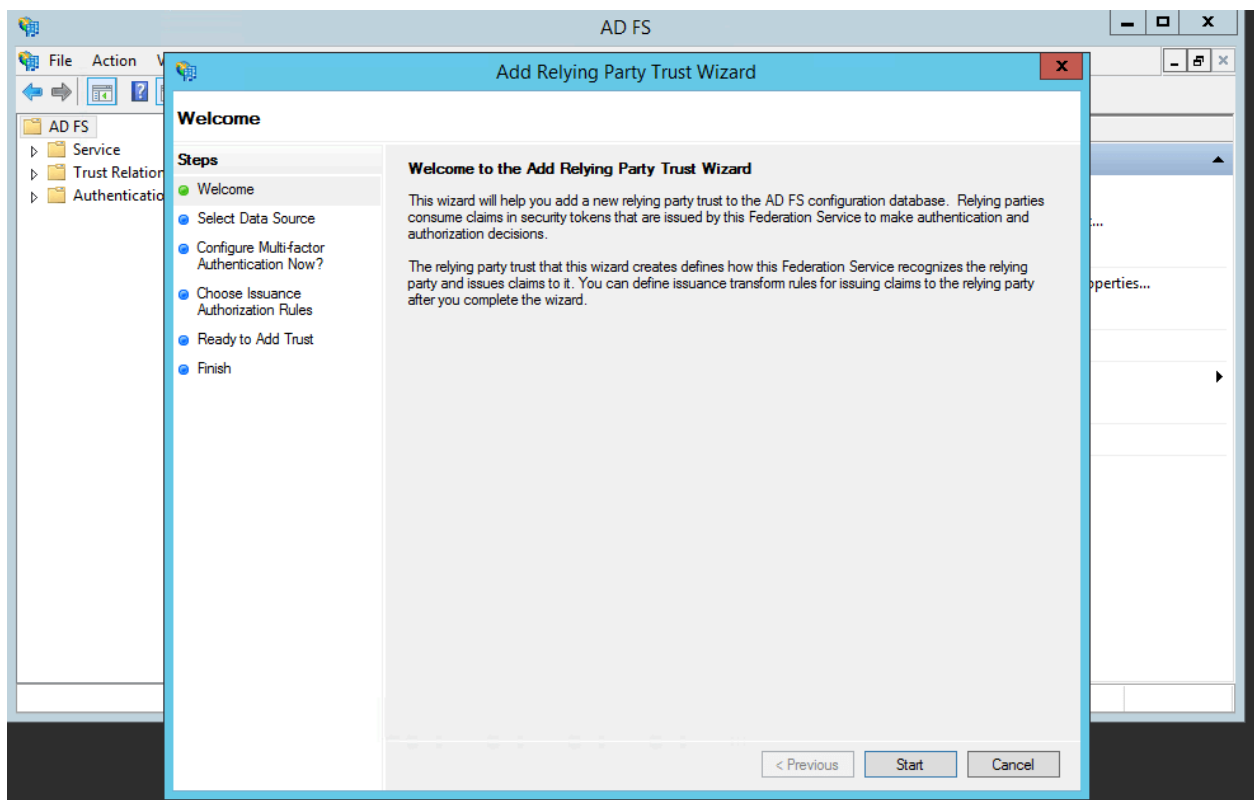 AD FS
File Action
Add Relying Party Trust Wizard
AD FS
Service
Trust Relation
Authenticatio
Welcome
Steps
Welcome
Select Data Source
Configure Multi-factor
Authentication Now?
Choose Issuance
Authorization Rules
Ready to Add Trust
Finish
Welcome to the Add Relying Party Trust Wizard
This wizard will help you add a new relying party trust to the AD FS configuration database. Relying parties
consume claims in security tokens that are issued by this Federation Service to make authentication and
authorization decisions.
The relying party trust that this wizard creates defines how this Federation Service recognizes the relying
party and issues claims to it. You can define issuance transform rules for issuing claims to the relying party
after you complete the wizard.
...
operties...
< Previous
Start
Cancel